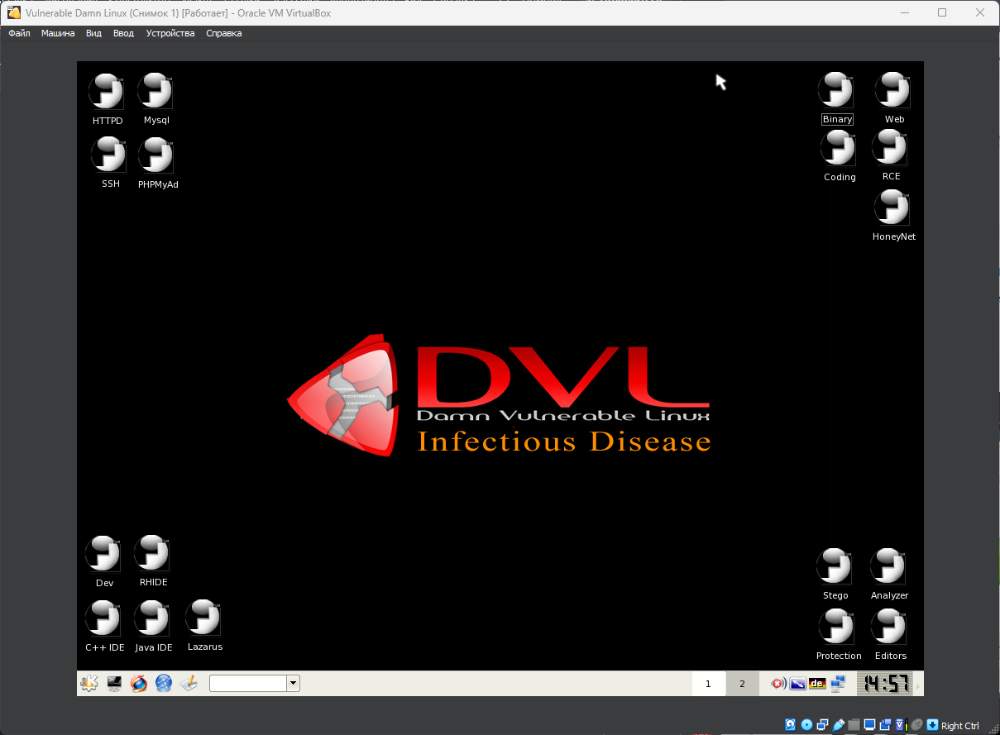 Vulnerable Damn Linux (Снимок 1) [Работает] - Oracle VM VirtualBox
Файл Машина Вид Ввод Устройства Справка
HTTPD Mysql
Binary Web
SSH PHPMyAd
Coding RCE
HoneyNet
DVL
Damn Vulnerable Linux
Infectious Disease
Dev RHIDE
Stego Analyzer
C++ IDE Java IDE Lazarus
Protection Editors
1 2 de 14:57
Right Ctrl